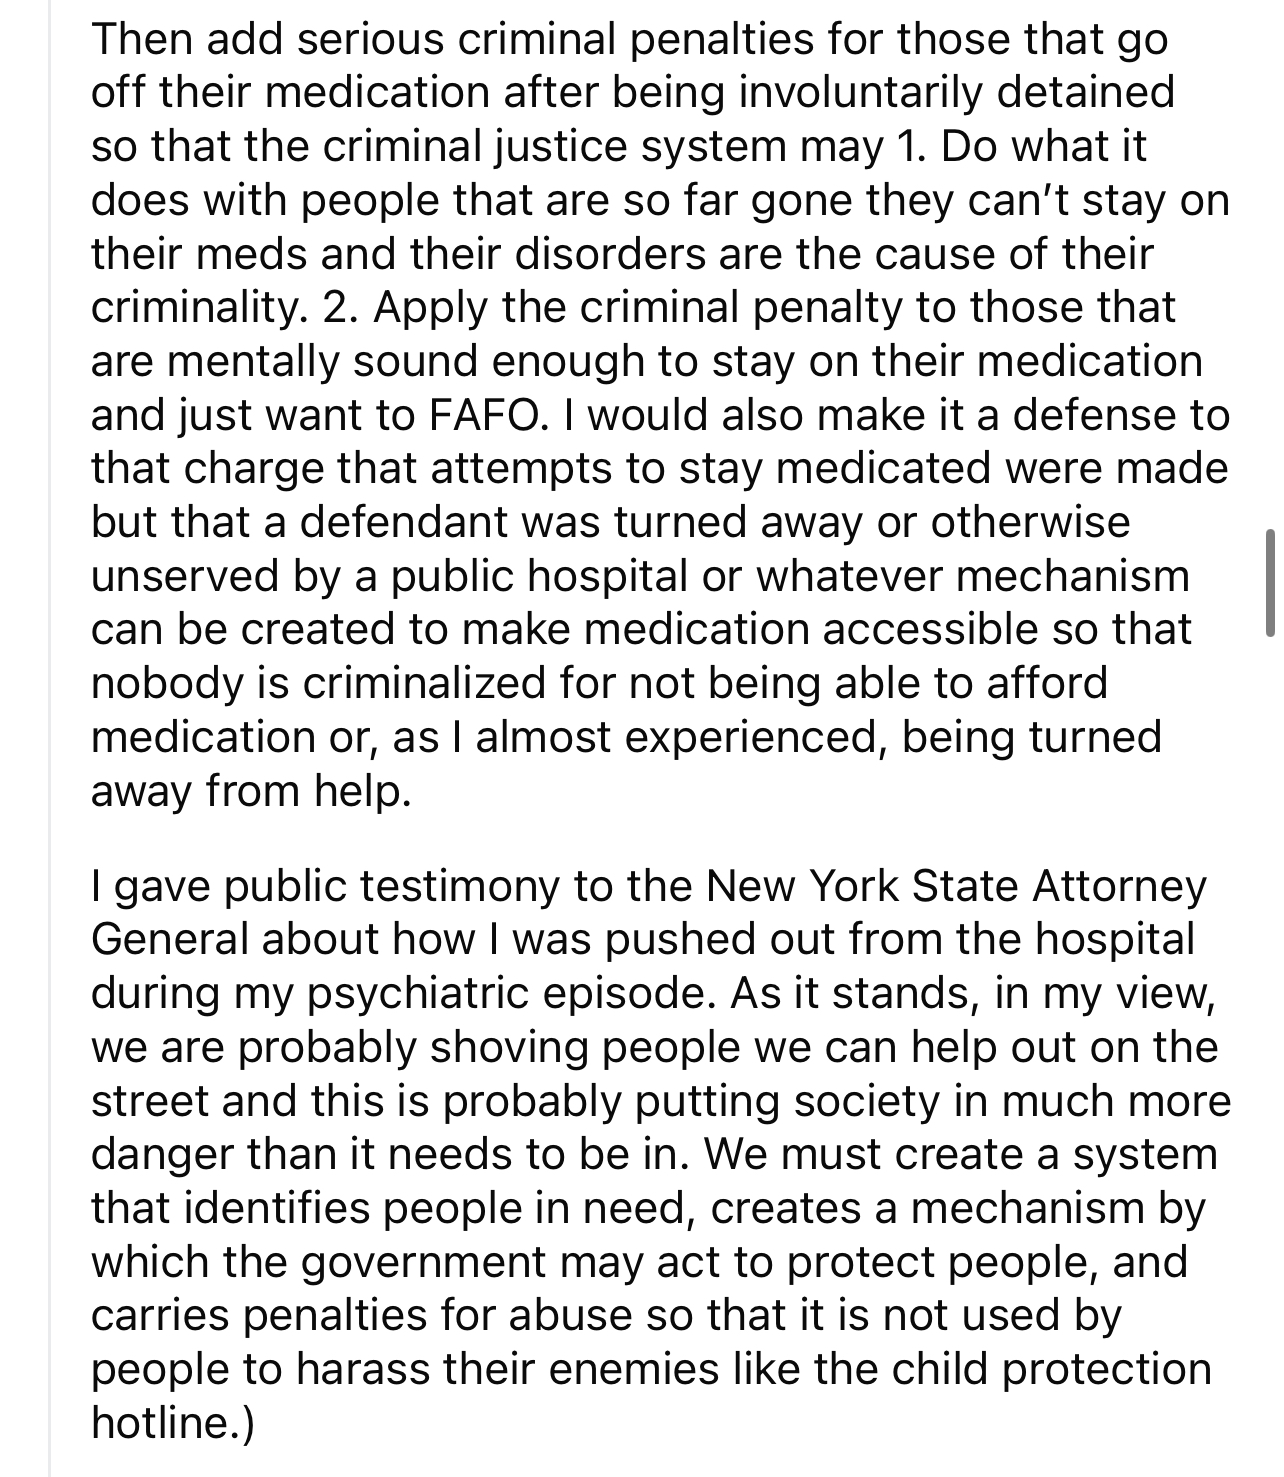 Then add serious criminal penalties for those that go
off their medication after being involuntarily detained
so that the criminal justice system may 1. Do what it
does with people that are so far gone they can’t stay on
their meds and their disorders are the cause of their
criminality. 2. Apply the criminal penalty to those that
are mentally sound enough to stay on their medication
and just want to FAFO. I would also make it a defense to
that charge that attempts to stay medicated were made
but that a defendant was turned away or otherwise
unserved by a public hospital or whatever mechanism
can be created to make medication accessible so that
nobody is criminalized for not being able to afford
medication or, as I almost experienced, being turned
away from help.
I gave public testimony to the New York State Attorney
General about how I was pushed out from the hospital
during my psychiatric episode. As it stands, in my view,
we are probably shoving people we can help out on the
street and this is probably putting society in much more
danger than it needs to be in. We must create a system
that identifies people in need, creates a mechanism by
which the government may act to protect people, and
carries penalties for abuse so that it is not used by
people to harass their enemies like the child protection
hotline.)